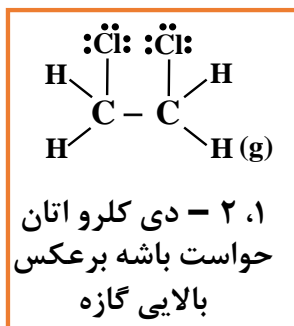 :Cl: :Cl:
H H
C – C
H H (g)
۱، ۲ – دی کلرو اتان
حواست باشه برعکس
بالایی گازه